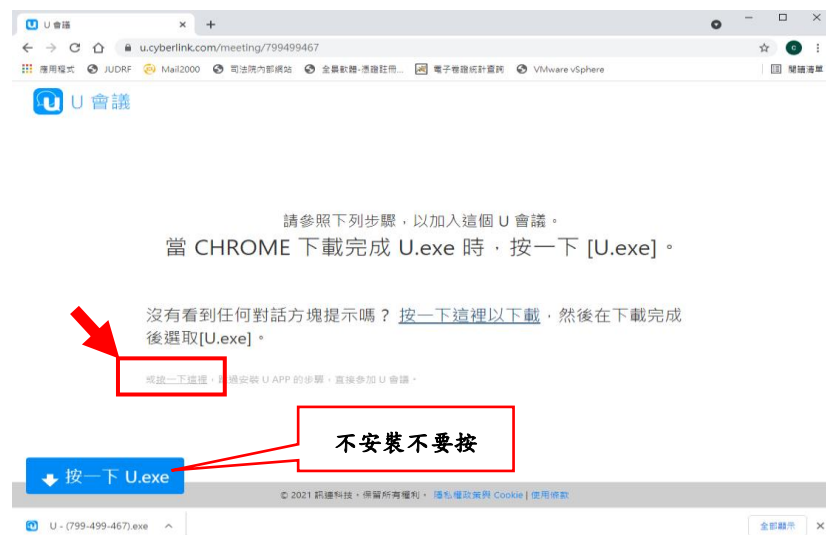 U 會議
u.cyberlink.com/meeting/799499467
應用程式 JUDRF Mail2000 司法院內部網站 全景軟體-憑證註冊... 電子卷證統計查詢 VMware vSphere 閱讀清單
U 會議
請參照下列步驟，以加入這個 U 會議。
當 CHROME 下載完成 U.exe 時，按一下 [U.exe]。
沒有看到任何對話方塊提示嗎？ 按一下這裡以下載，然後在下載完成
後選取[U.exe]。
或按一下這裡，跳過安裝 U APP 的步驟，直接參加 U 會議。
不安裝不要按
按一下 U.exe
© 2021 訊連科技。保留所有權利。 隱私權政策與 Cookie | 使用條款
U - (799-499-467).exe 全部顯示